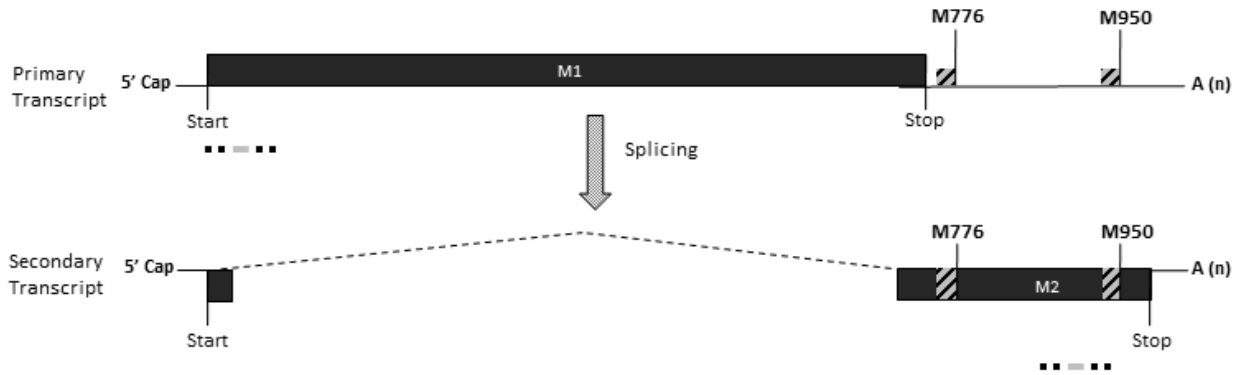 M776 M950
Primary Transcript 5' Cap M1 A (n)
Start Stop
Splicing
M776 M950
Secondary Transcript 5' Cap M2 A (n)
Start Stop